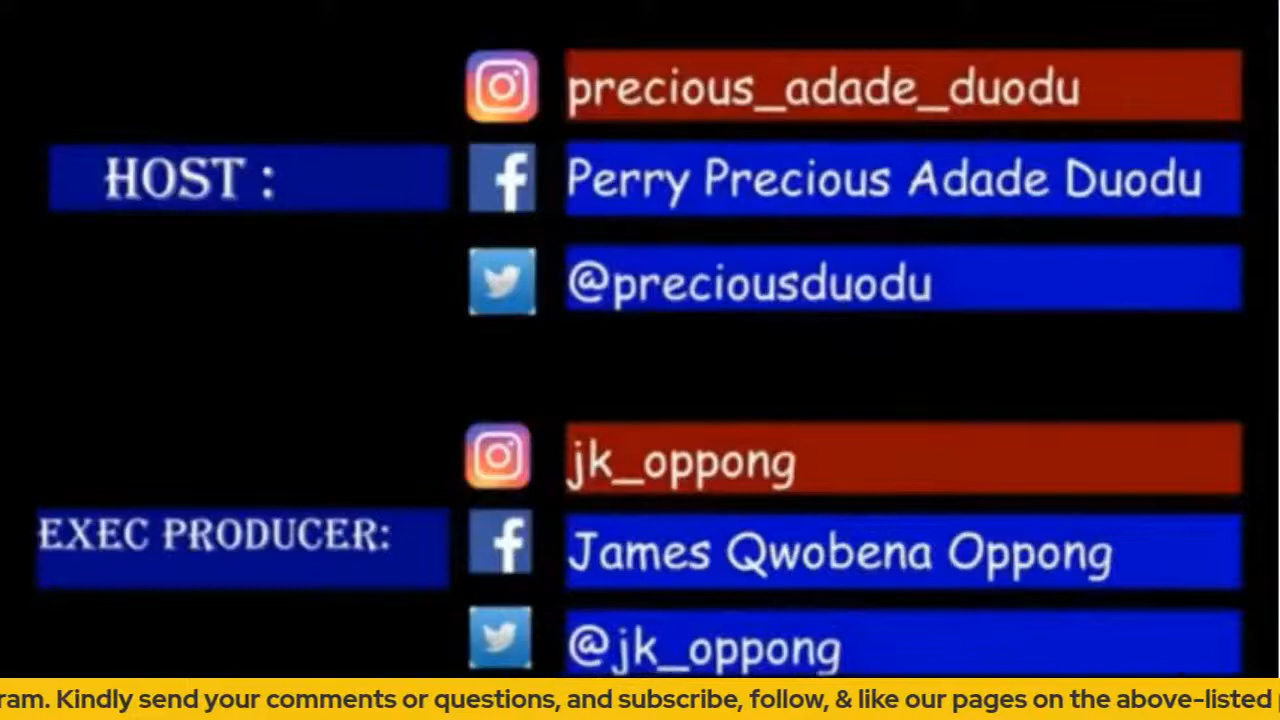 precious_adade_duodu
HOST :
Perry Precious Adade Duodu
@preciousduodu
jk_oppong
EXEC PRODUCER:
James Qwobena Oppong
@jk_oppong
ram. Kindly send your comments or questions, and subscribe, follow, & like our pages on the above-listed